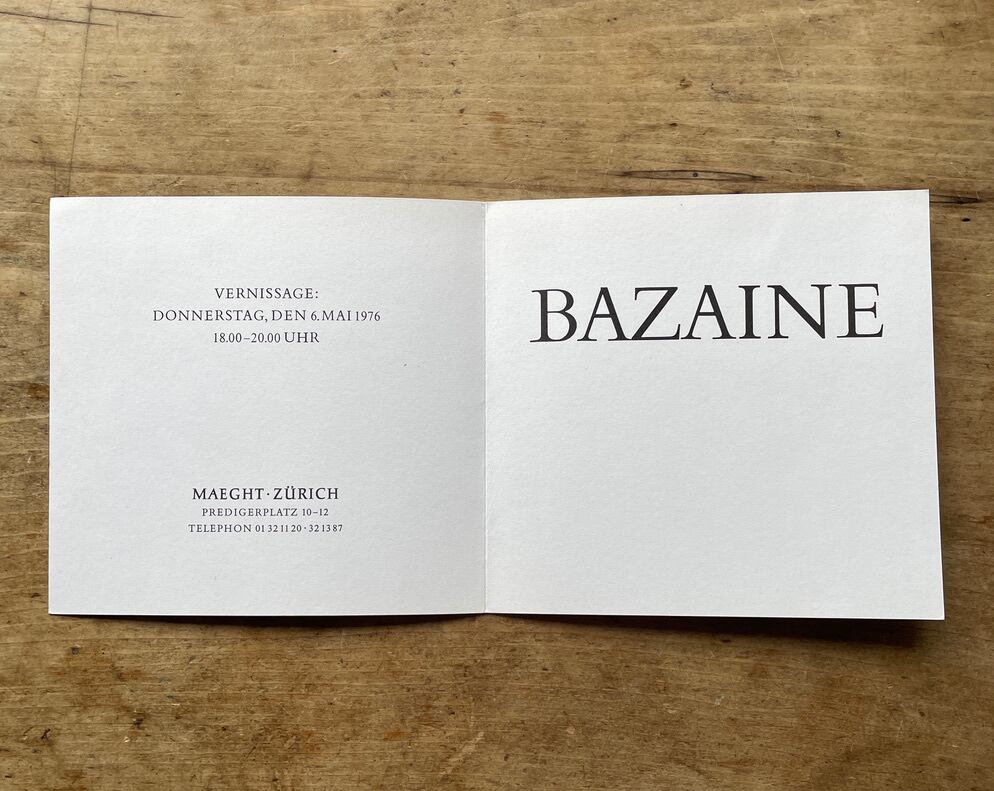 VERNISSAGE:
DONNERSTAG, DEN 6. MAI 1976
18.00–20.00 UHR
MAEGHT · ZÜRICH
PREDIGERPLATZ 10–12
TELEPHON 01 32 11 20 · 32 13 87
BAZAINE